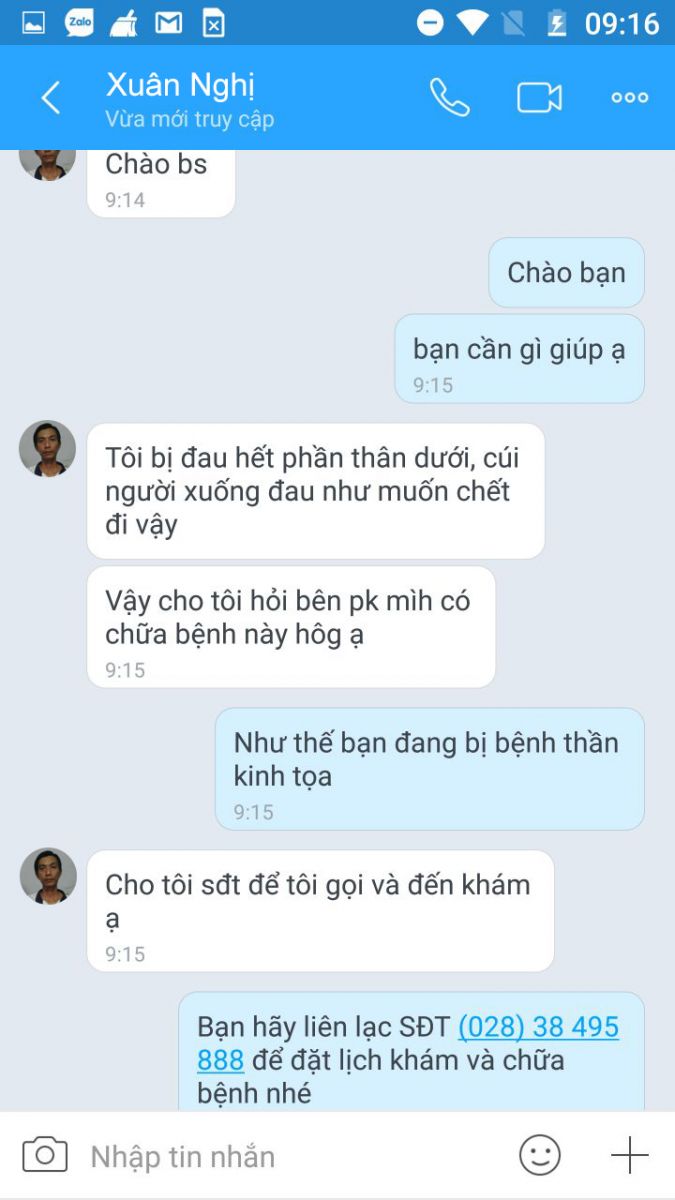 Zalo
09:16
Xuân Nghị
Vừa mới truy cập
Chào bs
9:14
Chào bạn
bạn cần gì giúp ạ
9:15
Tôi bị đau hết phần thân dưới, cúi
người xuống đau như muốn chết
đi vậy
Vậy cho tôi hỏi bên pk mìh có
chữa bệnh này hôg ạ
9:15
Như thế bạn đang bị bệnh thần
kinh tọa
9:15
Cho tôi sđt để tôi gọi và đến khám
ạ
9:15
Bạn hãy liên lạc SĐT (028) 38 495
888 để đặt lịch khám và chữa
bệnh nhé
Nhập tin nhắn